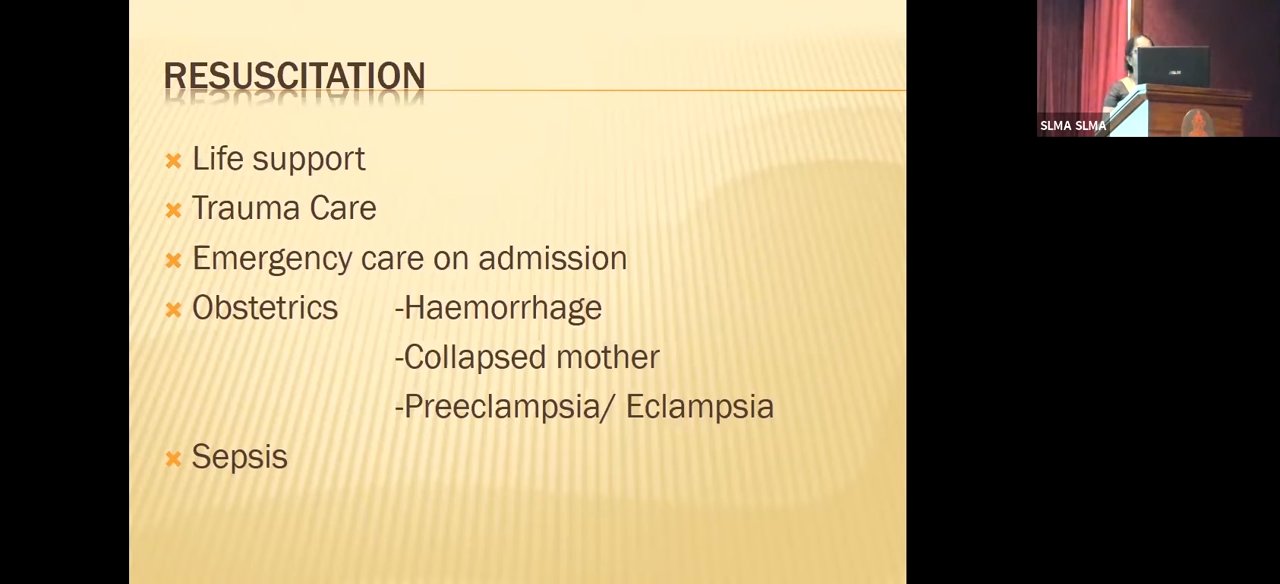 RESUSCITATION
Life support
Trauma Care
Emergency care on admission
Obstetrics -Haemorrhage
-Collapsed mother
-Preeclampsia/ Eclampsia
Sepsis
SLMA SLMA